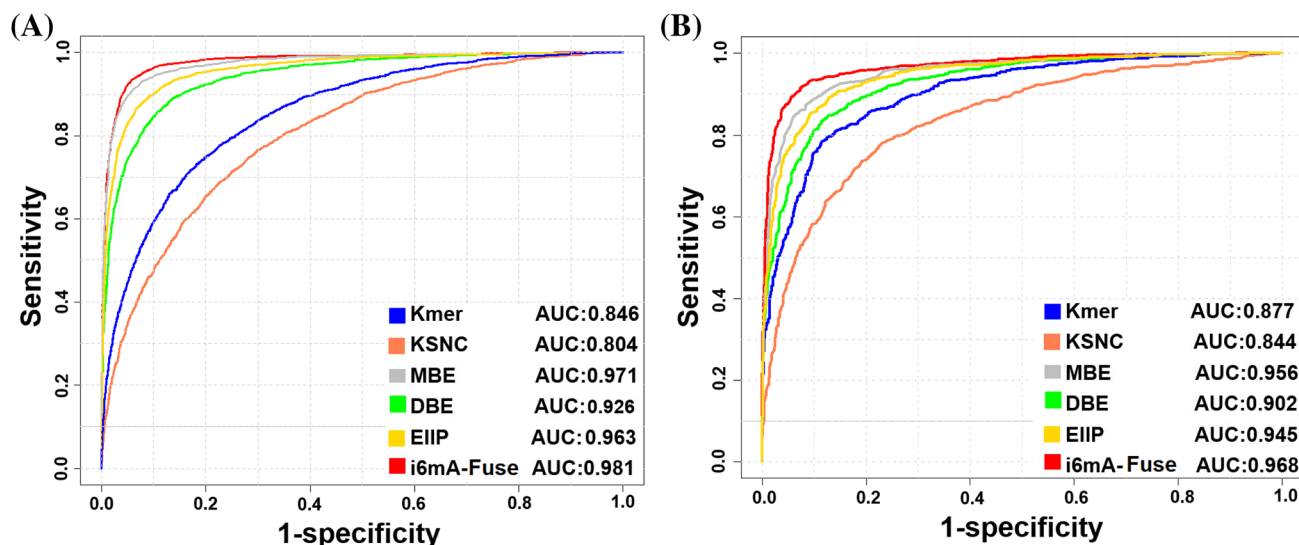 (A)
1.0
0.8
0.6
0.4
0.2
0.0
Sensitivity
Kmer AUC:0.846
KSNC AUC:0.804
MBE AUC:0.971
DBE AUC:0.926
EIIP AUC:0.963
i6mA-Fuse AUC:0.981
0.0 0.2 0.4 0.6 0.8 1.0
1-specificity
(B)
1.0
0.8
0.6
0.4
0.2
0.0
Sensitivity
Kmer AUC:0.877
KSNC AUC:0.844
MBE AUC:0.956
DBE AUC:0.902
EIIP AUC:0.945
i6mA-Fuse AUC:0.968
0.0 0.2 0.4 0.6 0.8 1.0
1-specificity